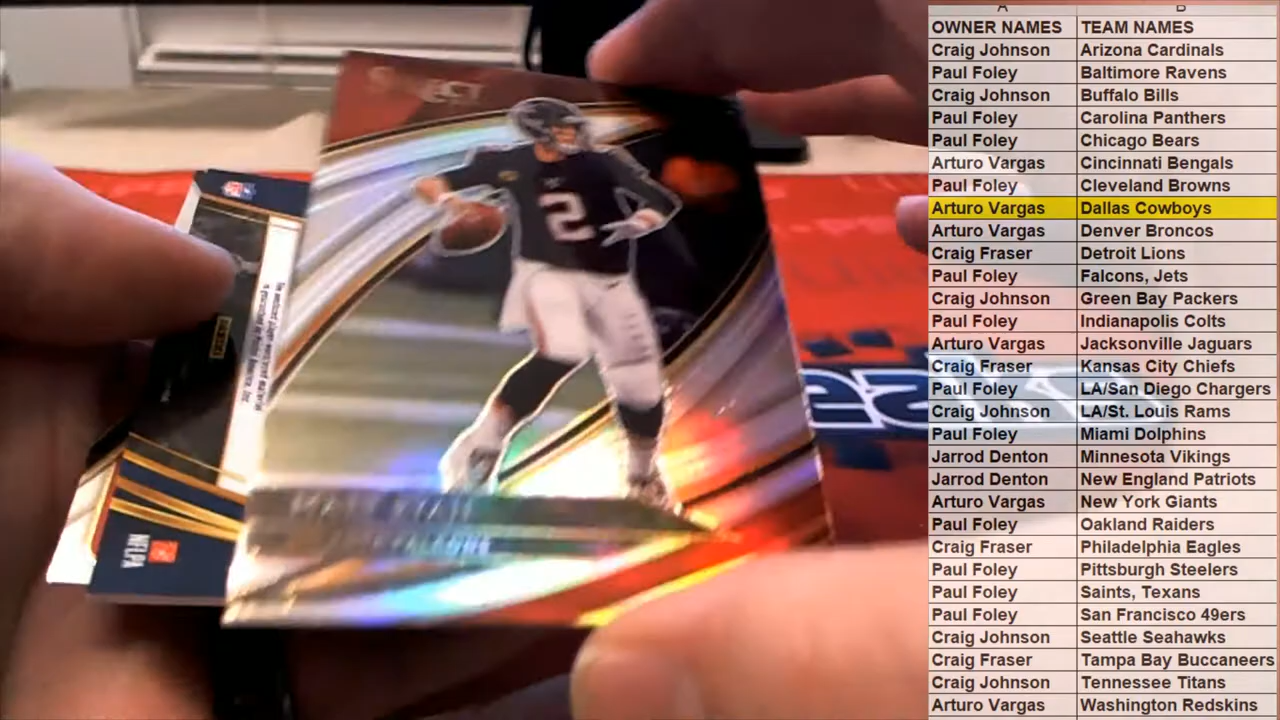 A B
OWNER NAMES TEAM NAMES
Craig Johnson Arizona Cardinals
Paul Foley Baltimore Ravens
Craig Johnson Buffalo Bills
Paul Foley Carolina Panthers
Paul Foley Chicago Bears
Arturo Vargas Cincinnati Bengals
Paul Foley Cleveland Browns
Arturo Vargas Dallas Cowboys
Arturo Vargas Denver Broncos
Craig Fraser Detroit Lions
Paul Foley Falcons, Jets
Craig Johnson Green Bay Packers
Paul Foley Indianapolis Colts
Arturo Vargas Jacksonville Jaguars
Craig Fraser Kansas City Chiefs
Paul Foley LA/San Diego Chargers
Craig Johnson LA/St. Louis Rams
Paul Foley Miami Dolphins
Jarrod Denton Minnesota Vikings
Jarrod Denton New England Patriots
Arturo Vargas New York Giants
Paul Foley Oakland Raiders
Craig Fraser Philadelphia Eagles
Paul Foley Pittsburgh Steelers
Paul Foley Saints, Texans
Paul Foley San Francisco 49ers
Craig Johnson Seattle Seahawks
Craig Fraser Tampa Bay Buccaneers
Craig Johnson Tennessee Titans
Arturo Vargas Washington Redskins
SELECT
2
MATT RYAN
FALCONS
PANINI
NFLPA